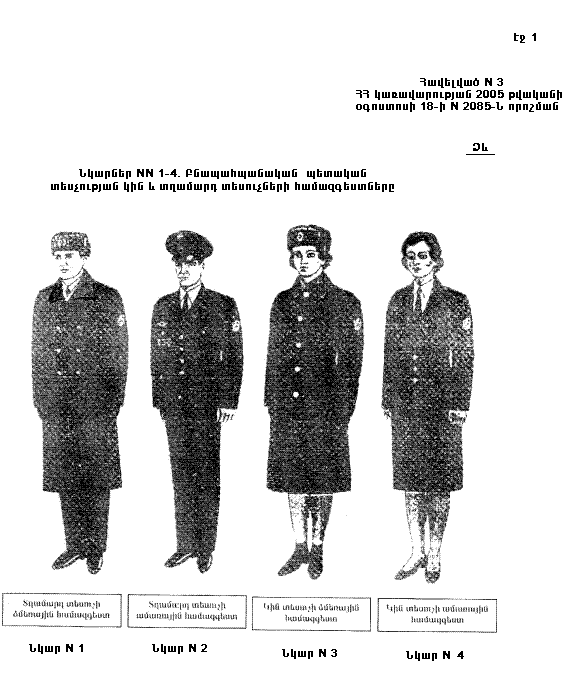 Էջ 1
Հավելված N 3
ՀՀ կառավարության 2005 թվականի
օգոստոսի 18-ի N 2085-Ն որոշման
Ձև
Նկարներ NN 1-4. Բնապահպանական պետական
տեսչության կին և տղամարդ տեսուչների համազգեստները
Տղամարդ տեսուչի
ձմեռային համազգեստ
Տղամարդ տեսուչի
ամառային համազգեստ
Կին տեսուչի ձմեռային
համազգեստ
Կին տեսուչի ամառային
համազգեստ
Նկար N 1
Նկար N 2
Նկար N 3
Նկար N 4